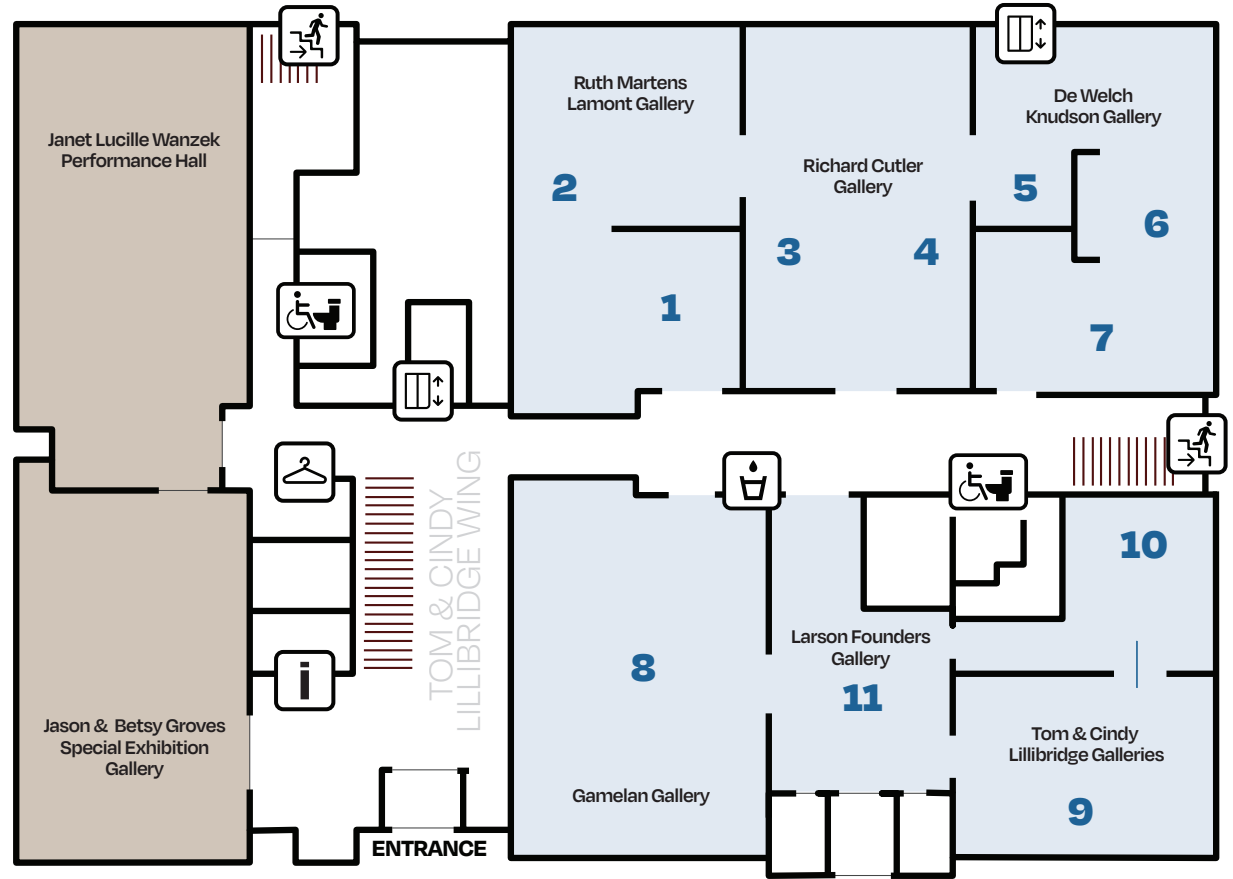 Janet Lucille Wanzek
Performance Hall
Ruth Martens
Lamont Gallery
2
1
Richard Cutler
Gallery
3
4
De Welch
Knudson Gallery
5
6
7
TOM & CINDY
LILLIBRIDGE WING
i
Jason & Betsy Groves
Special Exhibition
Gallery
ENTRANCE
8
Gamelan Gallery
Larson Founders
Gallery
11
10
Tom & Cindy
Lillibridge Galleries
9